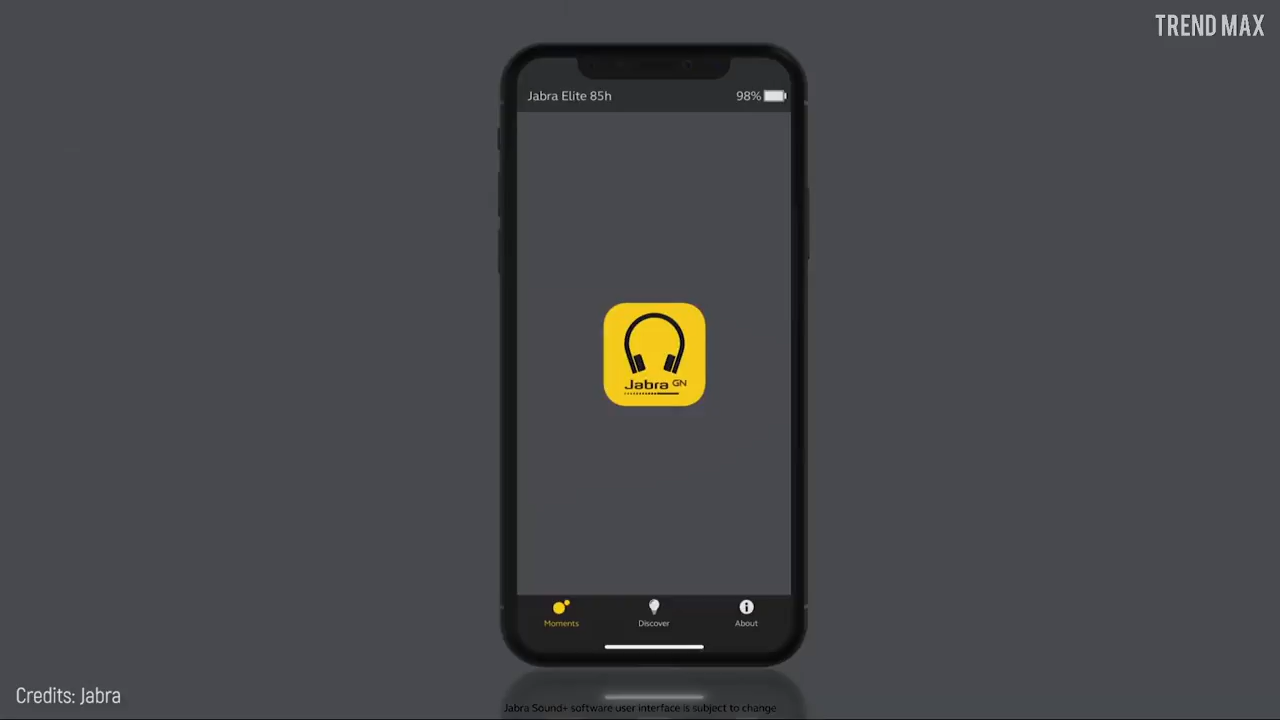 TREND MAX
Jabra Elite 85h 98%
Jabra GN
Moments Discover About
Credits: Jabra
Jabra Sound+ software user interface is subject to change